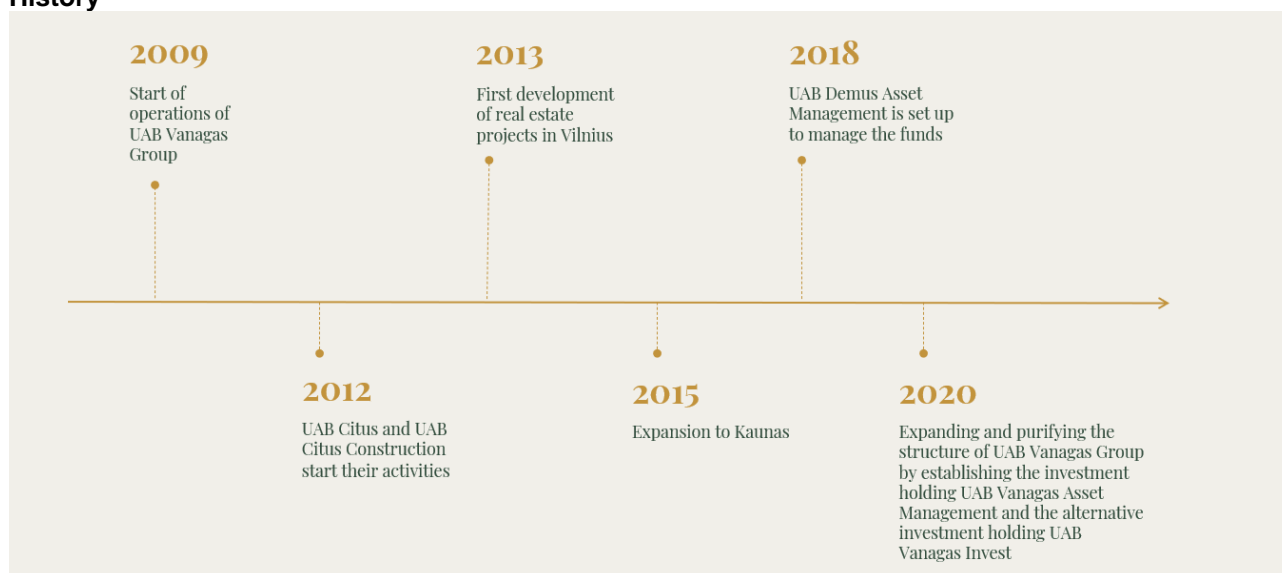 History
2009
Start of
operations of
UAB Vanagas
Group
2012
UAB Citus and UAB
Citus Construction
start their activities
2013
First development
of real estate
projects in Vilnius
2015
Expansion to Kaunas
2018
UAB Demus Asset
Management is set up
to manage the funds
2020
Expanding and purifying the
structure of UAB Vanagas Group
by establishing the investment
holding UAB Vanagas Asset
Management and the alternative
investment holding UAB
Vanagas Invest